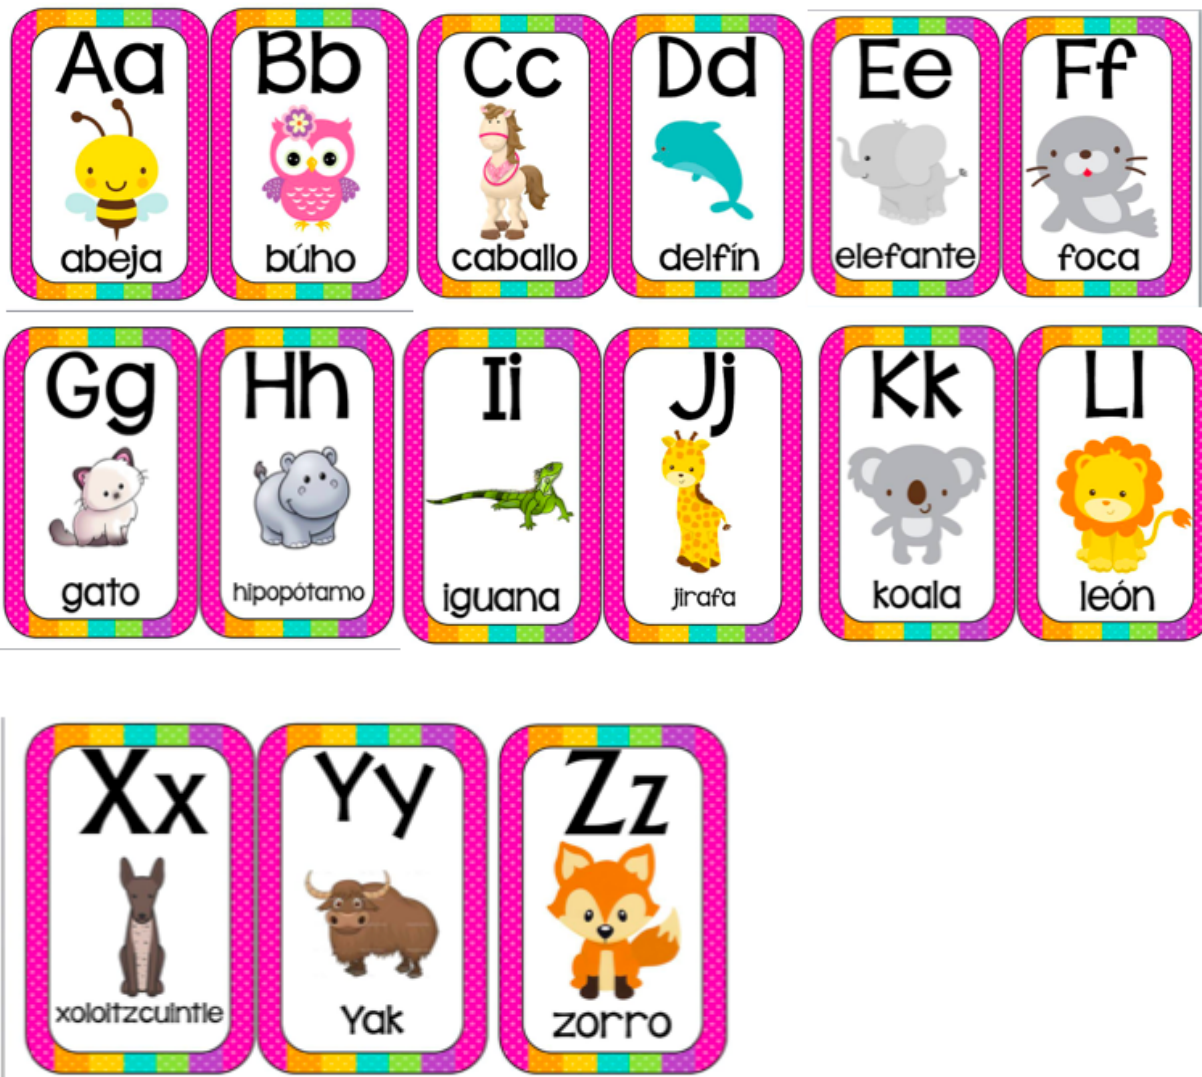 Aa
abeja
Bb
búho
Cc
caballo
Dd
delfín
Ee
elefante
Ff
foca
Gg
gato
Hh
hipopótamo
Ii
iguana
Jj
jirafa
Kk
koala
Ll
león
Xx
xoloitzcuintle
Yy
Yak
Zz
zorro